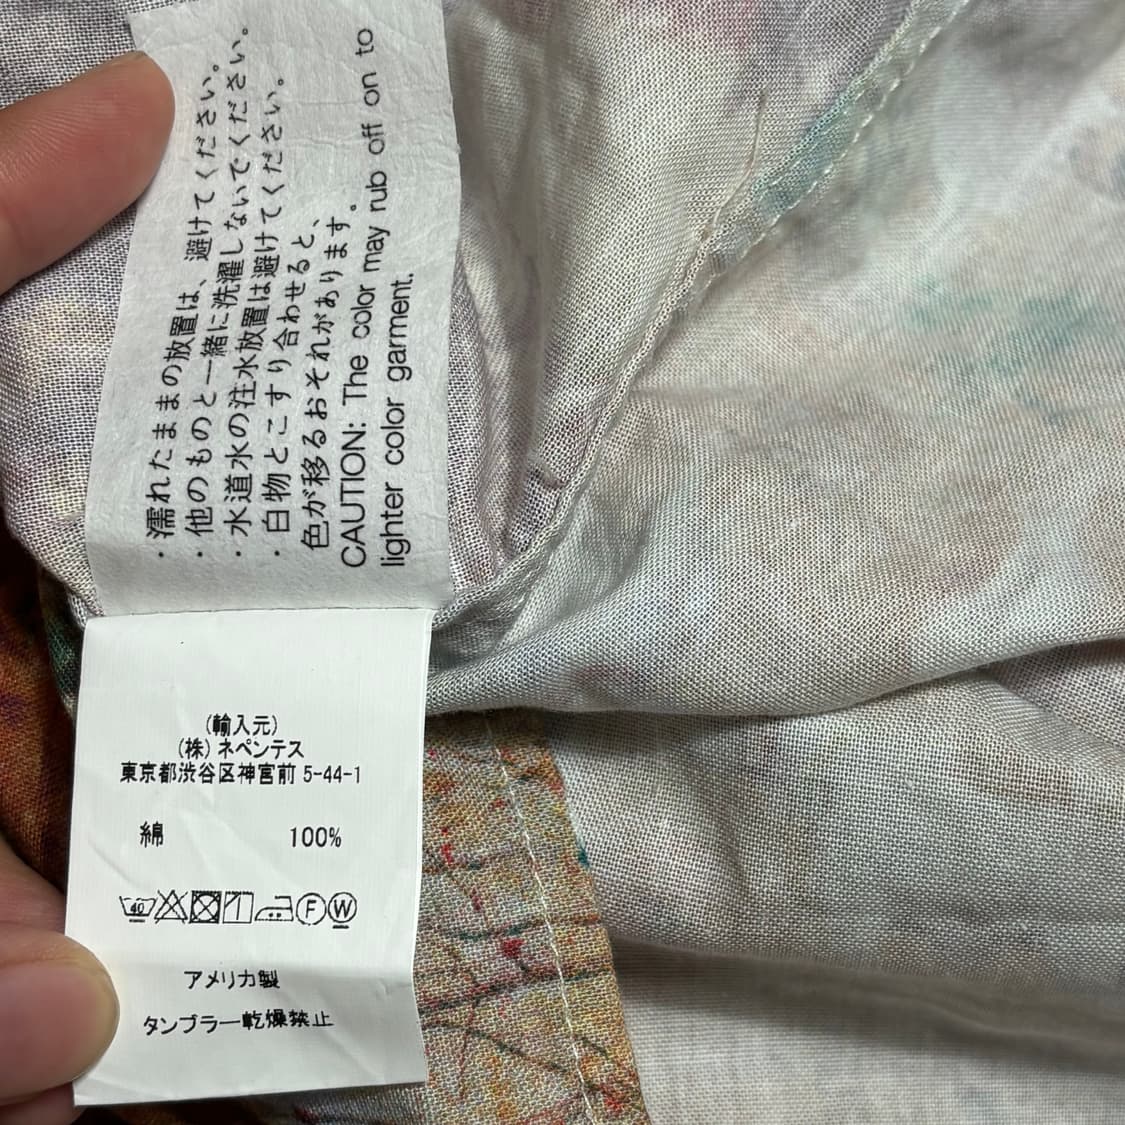 ・濡れたままの放置は、避けてください。
・他のものと一緒に洗濯しないでください。
・水道水の注水放置は避けてください。
・白物とこすり合わせると、
色が移るおそれがあります。
CAUTION: The color may rub off on to
lighter color garment.
(輸入元)
(株) ネペンテス
東京都渋谷区神宮前 5-44-1
綿 100%
40 F W
アメリカ製
タンブラー乾燥禁止